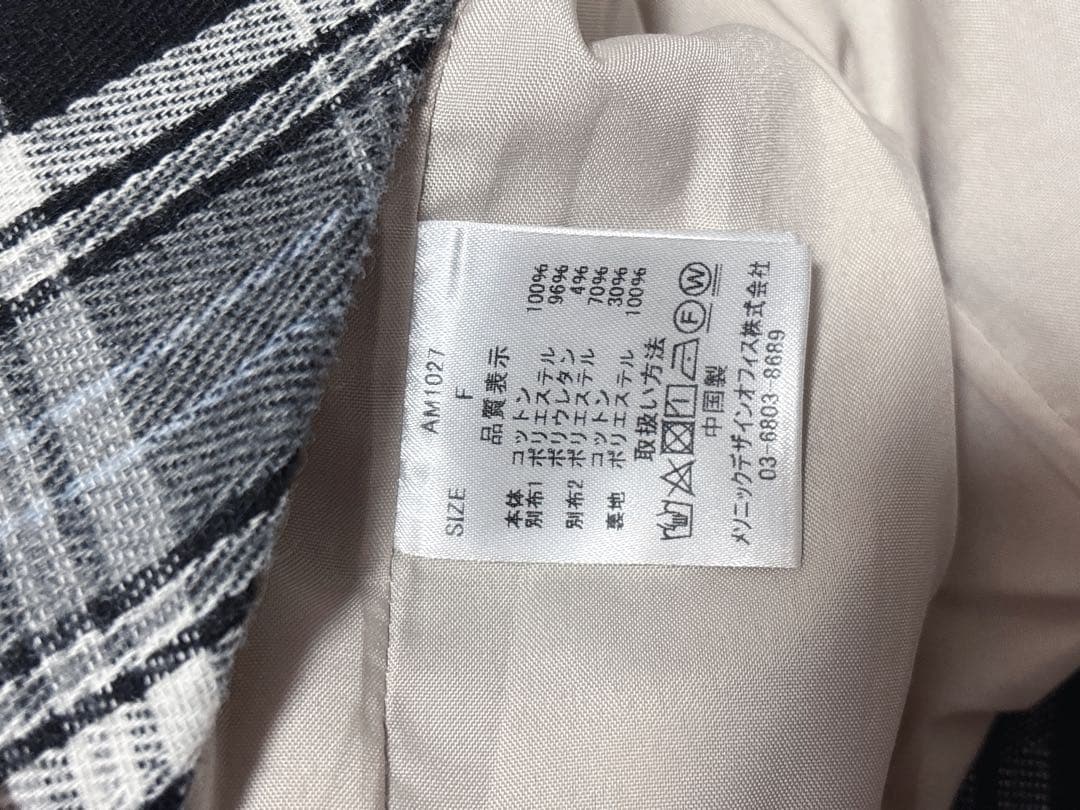 AM1027
SIZE F
品質表示
本体 コットン 100%
別布1 ポリエステル 96%
ポリウレタン 4%
別布2 ポリエステル 70%
コットン 30%
裏地 ポリエステル 100%
取扱い方法
1 F W
中国製
メソニックデザインオフィス株式会社
03-6803-8689